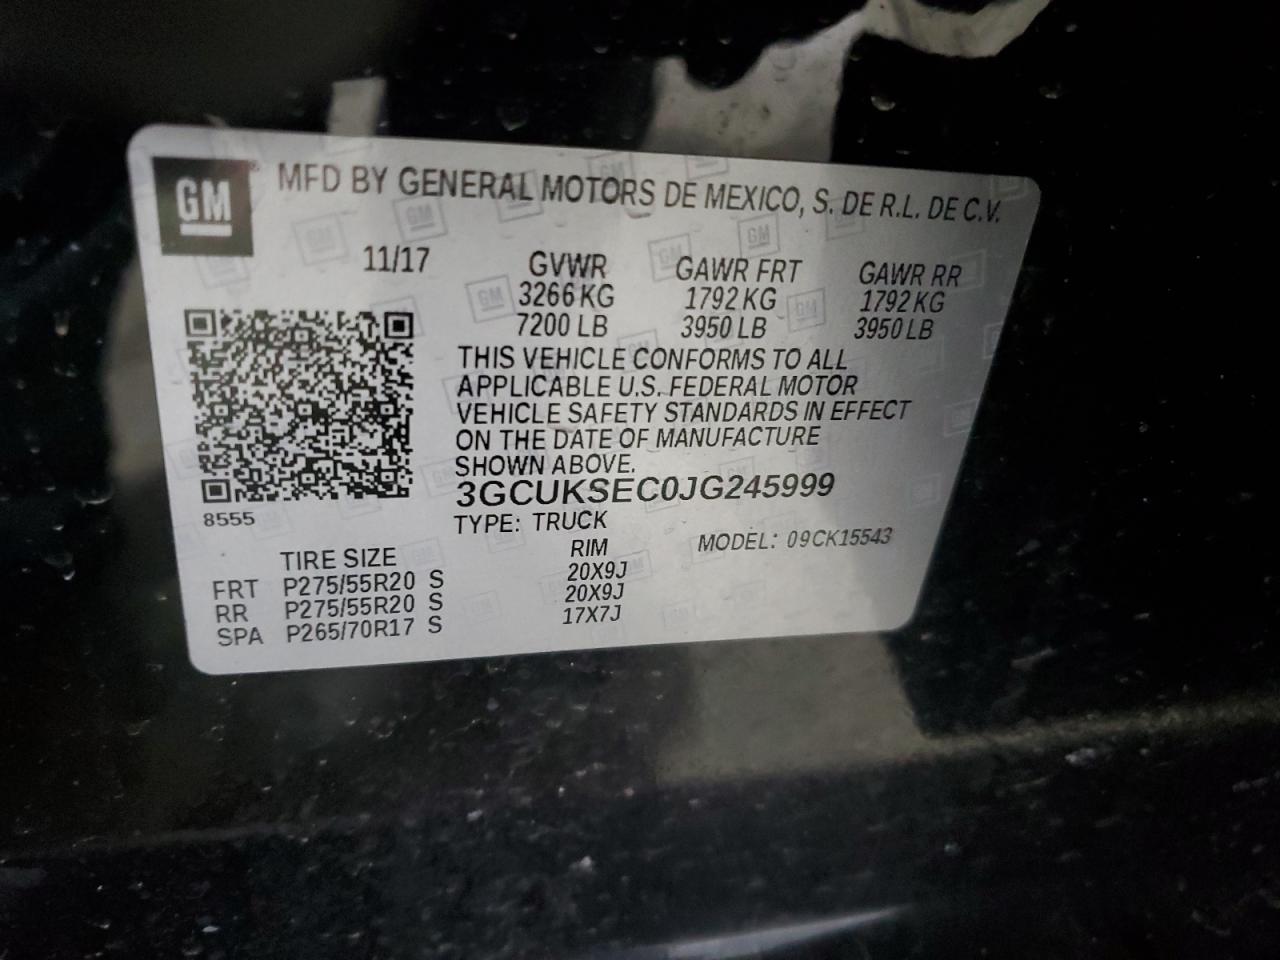 GM ® MFD BY GENERAL MOTORS DE MEXICO, S. DE R.L. DE C.V.
11/17 GVWR GAWR FRT GAWR RR
3266 KG 1792 KG 1792 KG
7200 LB 3950 LB 3950 LB
THIS VEHICLE CONFORMS TO ALL
APPLICABLE U.S. FEDERAL MOTOR
VEHICLE SAFETY STANDARDS IN EFFECT
ON THE DATE OF MANUFACTURE
SHOWN ABOVE.
3GCUKSEC0JG245999
8555 TYPE: TRUCK
TIRE SIZE RIM MODEL: 09CK15543
FRT P275/55R20 S 20X9J
RR P275/55R20 S 20X9J
SPA P265/70R17 S 17X7J